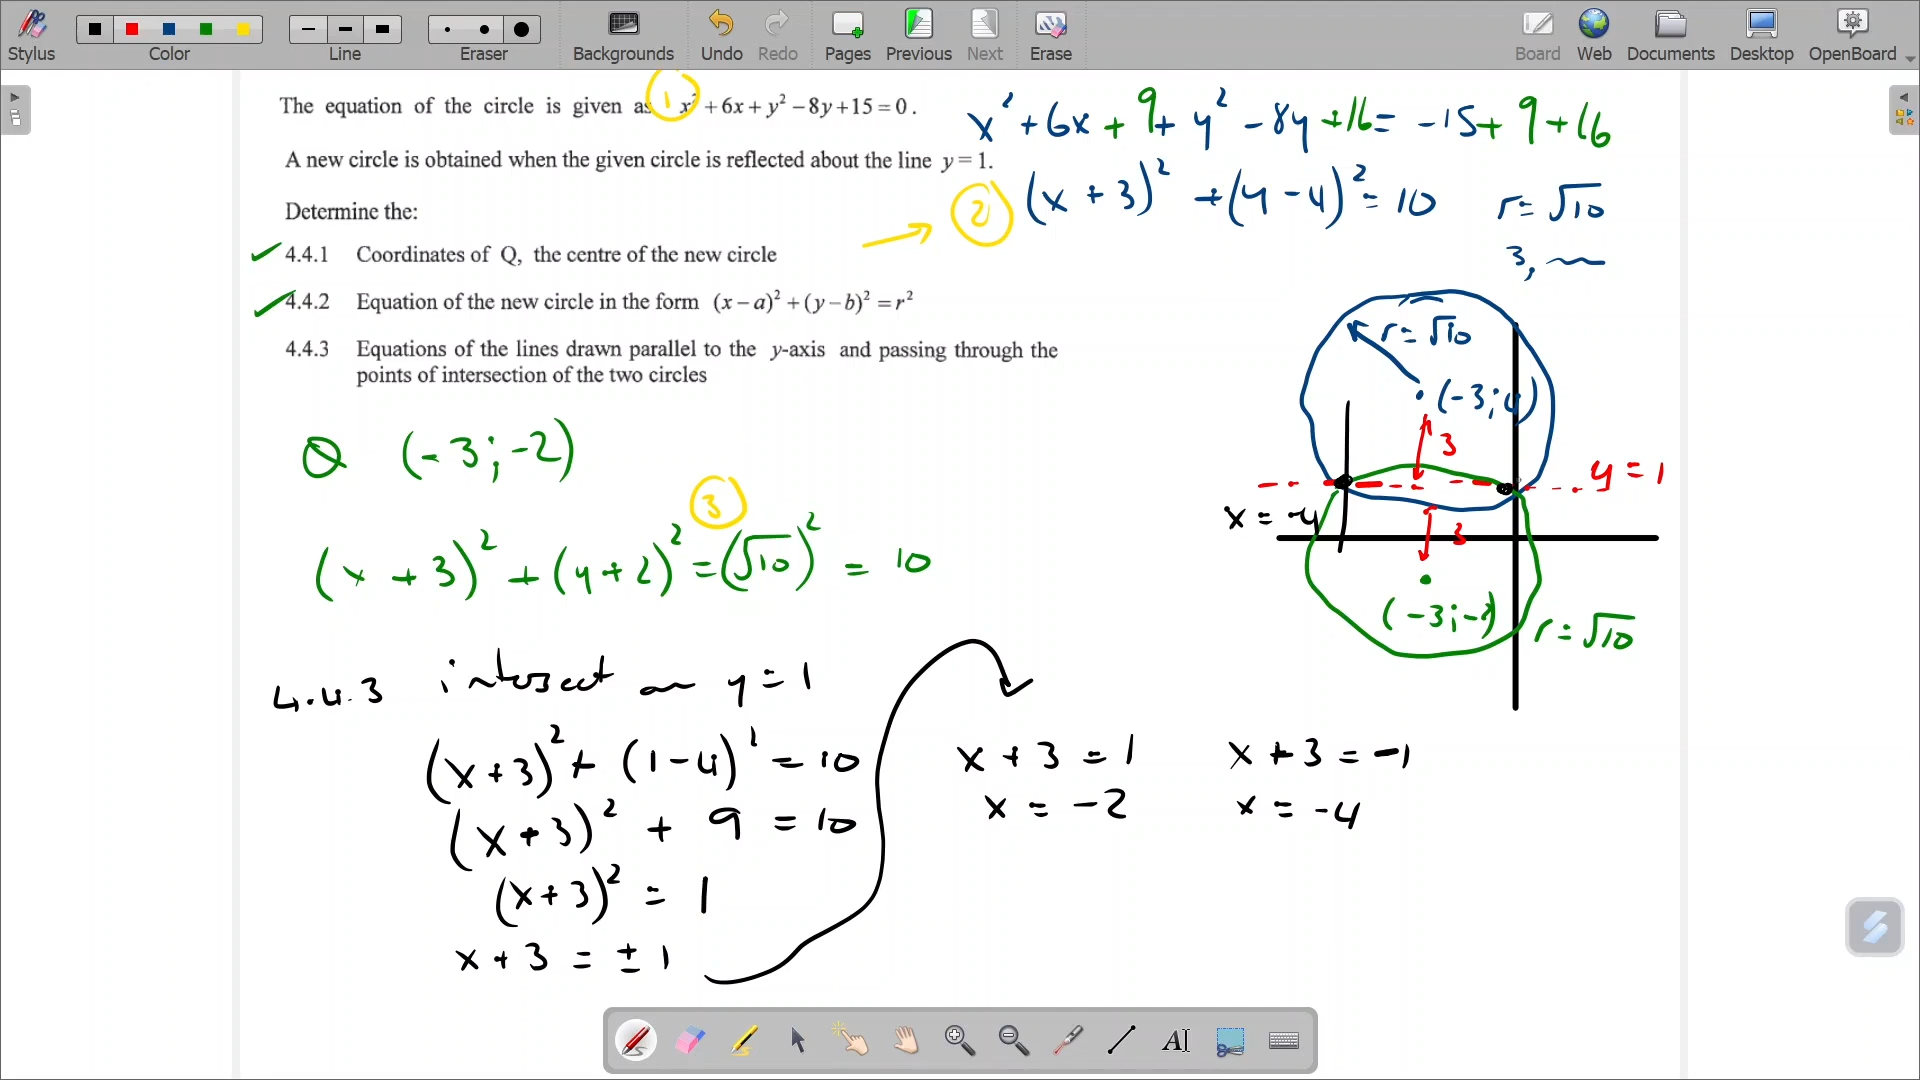 Stylus Color Line Eraser Backgrounds Undo Redo Pages Previous Next Erase Board Web Documents Desktop OpenBoard
The equation of the circle is given as x² + 6x + y² − 8y + 15 = 0 .
1
A new circle is obtained when the given circle is reflected about the line y = 1.
Determine the:
4.4.1 Coordinates of Q, the centre of the new circle
4.4.2 Equation of the new circle in the form (x − a)² + (y − b)² = r²
4.4.3 Equations of the lines drawn parallel to the y-axis and passing through the
points of intersection of the two circles
x² + 6x + 9 + y² − 8y + 16 = −15 + 9 + 16
2
(x + 3)² + (y − 4)² = 10 r = √10
3,
r = √10
(−3; 4)
3
y = 1
x = −4
3
(−3; −2)
r = √10
Q (−3; −2)
3
(x + 3)² + (y + 2)² = (√10)² = 10
4.4.3 intersect on y = 1
(x + 3)² + (1 − 4)² = 10
(x + 3)² + 9 = 10
(x + 3)² = 1
x + 3 = ± 1
x + 3 = 1 x + 3 = −1
x = −2 x = −4
AI